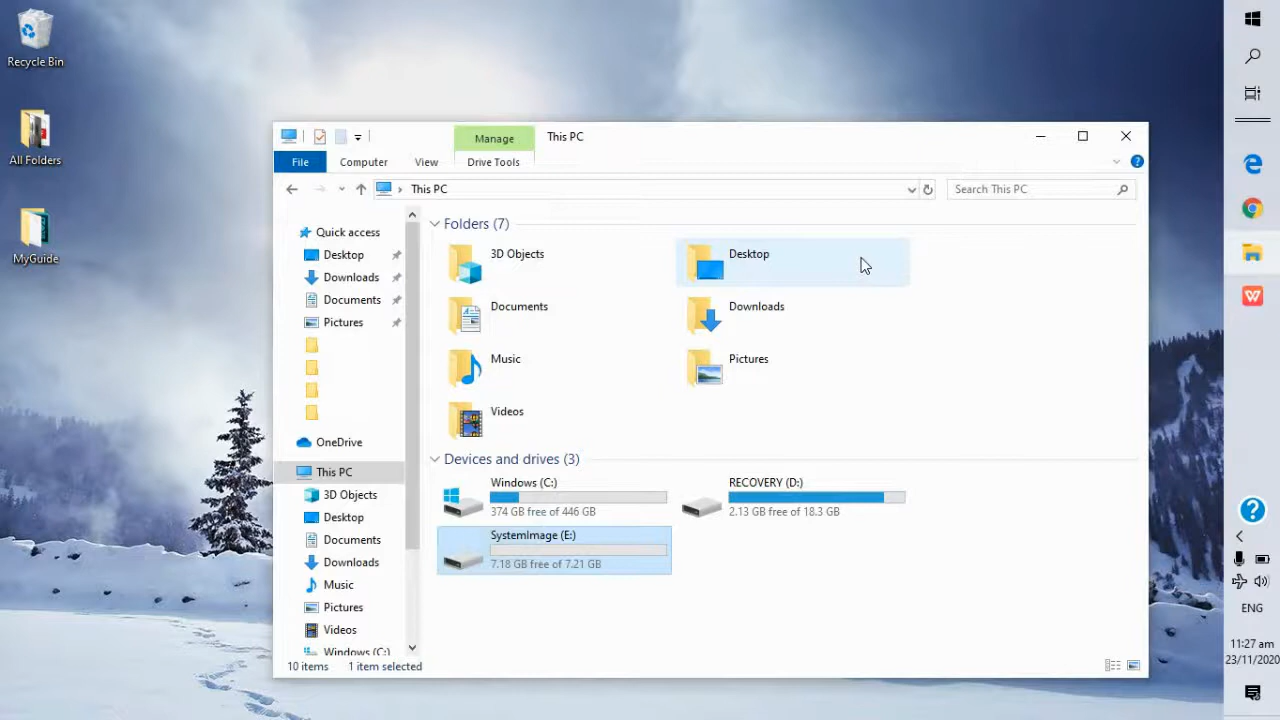 Recycle Bin
All Folders
MyGuide
Manage
This PC
File
Computer
View
Drive Tools
This PC
Search This PC
Quick access
Desktop
Downloads
Documents
Pictures
OneDrive
This PC
3D Objects
Desktop
Documents
Downloads
Music
Pictures
Videos
Windows (C:)
Folders (7)
3D Objects
Desktop
Documents
Downloads
Music
Pictures
Videos
Devices and drives (3)
Windows (C:)
374 GB free of 446 GB
RECOVERY (D:)
2.13 GB free of 18.3 GB
SystemImage (E:)
7.18 GB free of 7.21 GB
10 items
1 item selected
ENG
11:27 am
23/11/2020